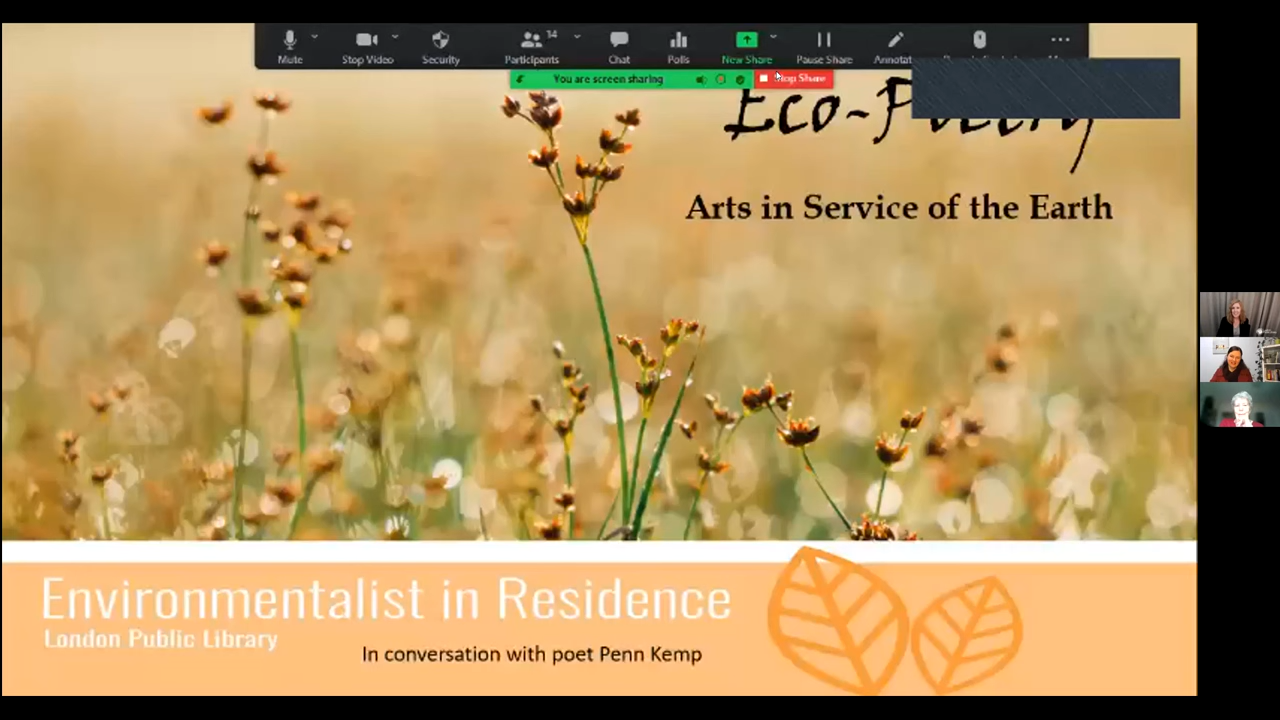 14
Mute
Stop Video
Security
Participants
Chat
Polls
New Share
Pause Share
Annotat
You are screen sharing
Stop Share
Eco-Poetry
Arts in Service of the Earth
Environmentalist in Residence
London Public Library
In conversation with poet Penn Kemp